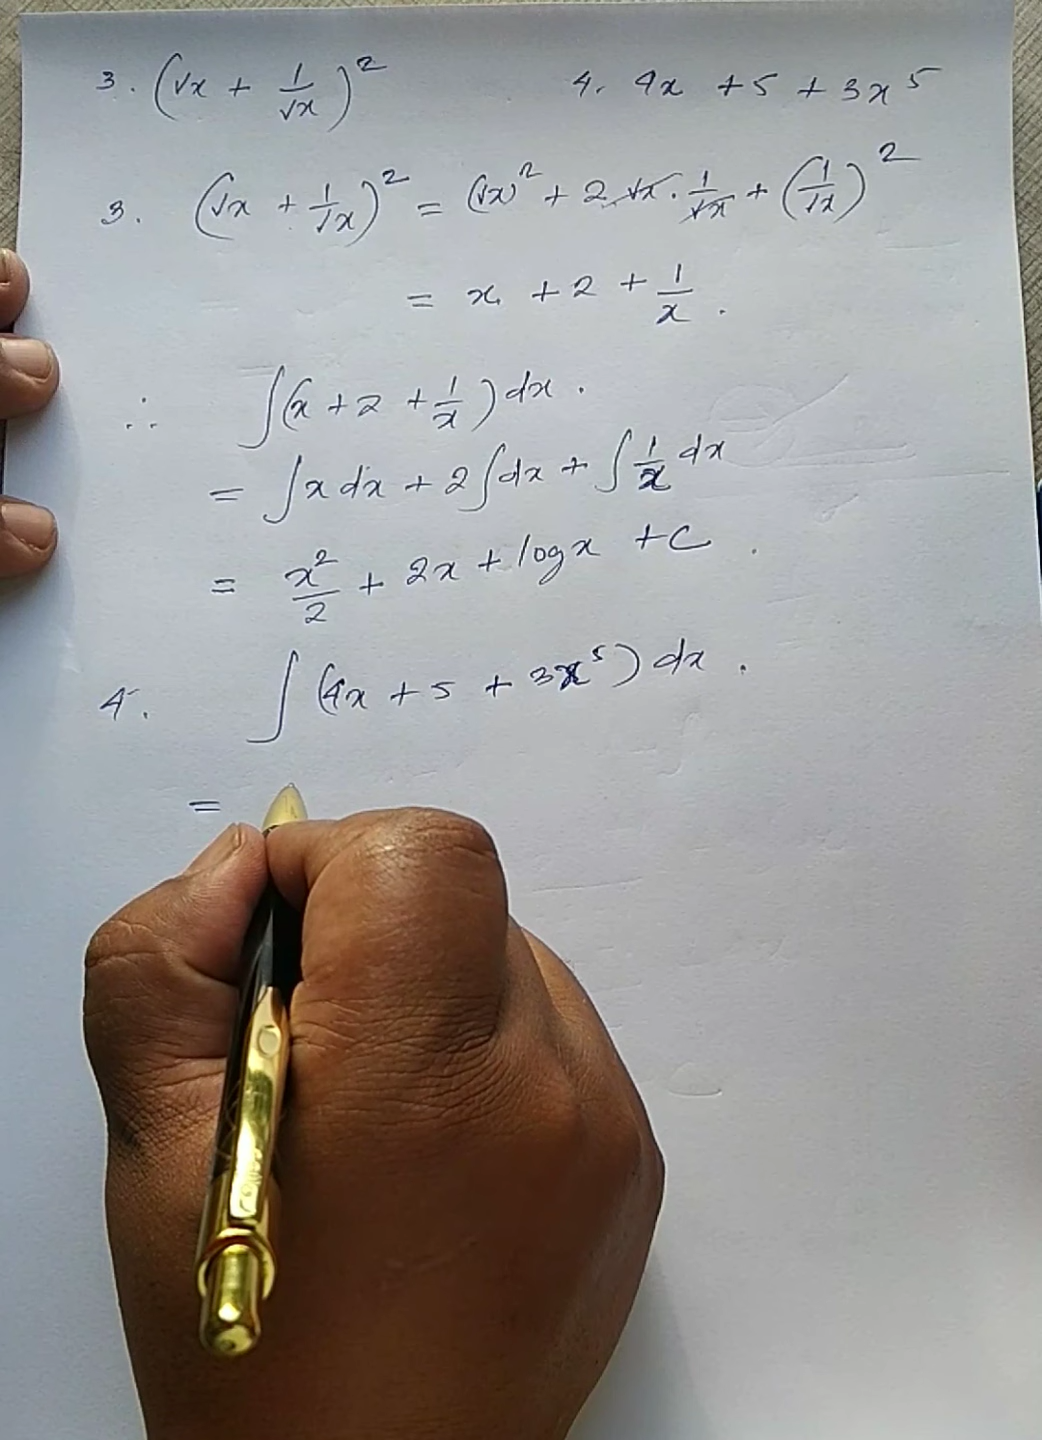 3. (√x + 1/√x)² 4. 4x + 5 + 3x⁵
3. (√x + 1/√x)² = (√x)² + 2 √x · 1/√x + (1/√x)²
= x + 2 + 1/x .
∴ ∫(x + 2 + 1/x) dx .
= ∫x dx + 2∫dx + ∫1/x dx
= x²/2 + 2x + log x + C .
4. ∫(4x + 5 + 3x⁵) dx .
=